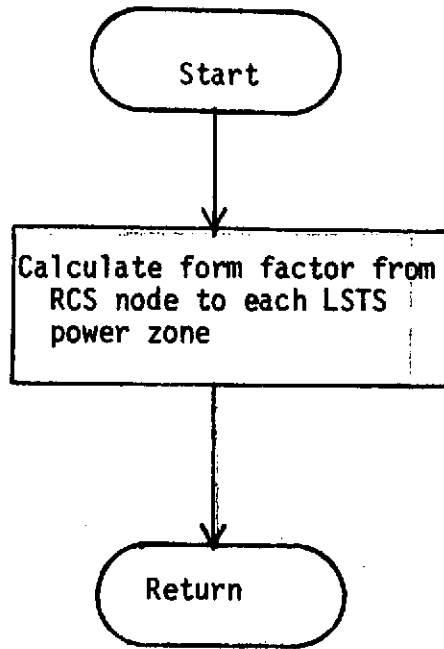 Start
Calculate form factor from
RCS node to each LSTS
power zone
Return